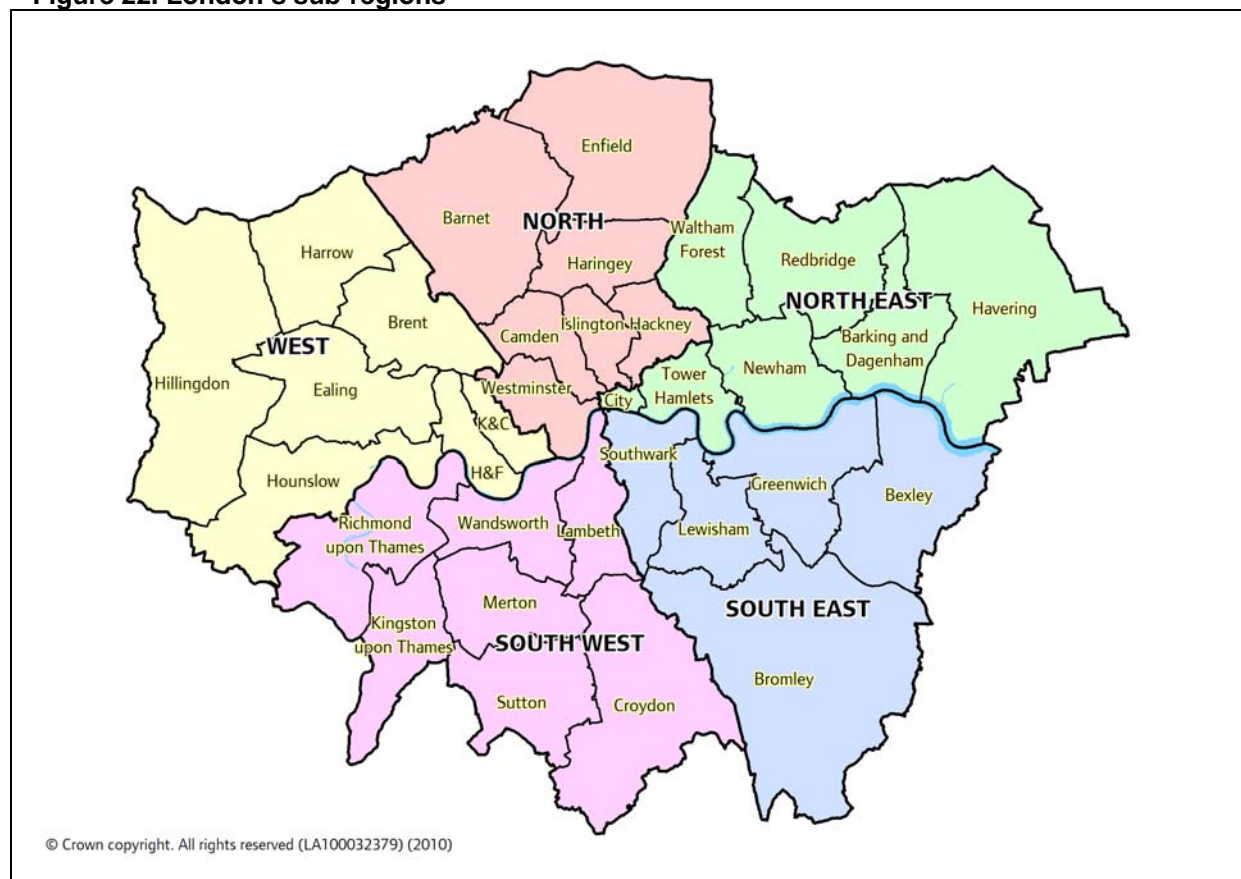 Figure 22: London's sub regions
Enfield
Barnet
NORTH
Waltham
Forest
Harrow
Haringey
Redbridge
NORTH EAST
Havering
Brent
Islington
Hackney
Camden
Barking and
Dagenham
WEST
Hillingdon
Ealing
Westminster
Tower
Hamlets
Newham
City
K&C
H&F
Hounslow
Southwark
Greenwich
Bexley
Richmond
upon Thames
Wandsworth
Lambeth
Lewisham
Merton
SOUTH EAST
Kingston
upon Thames
SOUTH WEST
Bromley
Sutton
Croydon
© Crown copyright. All rights reserved (LA100032379) (2010)